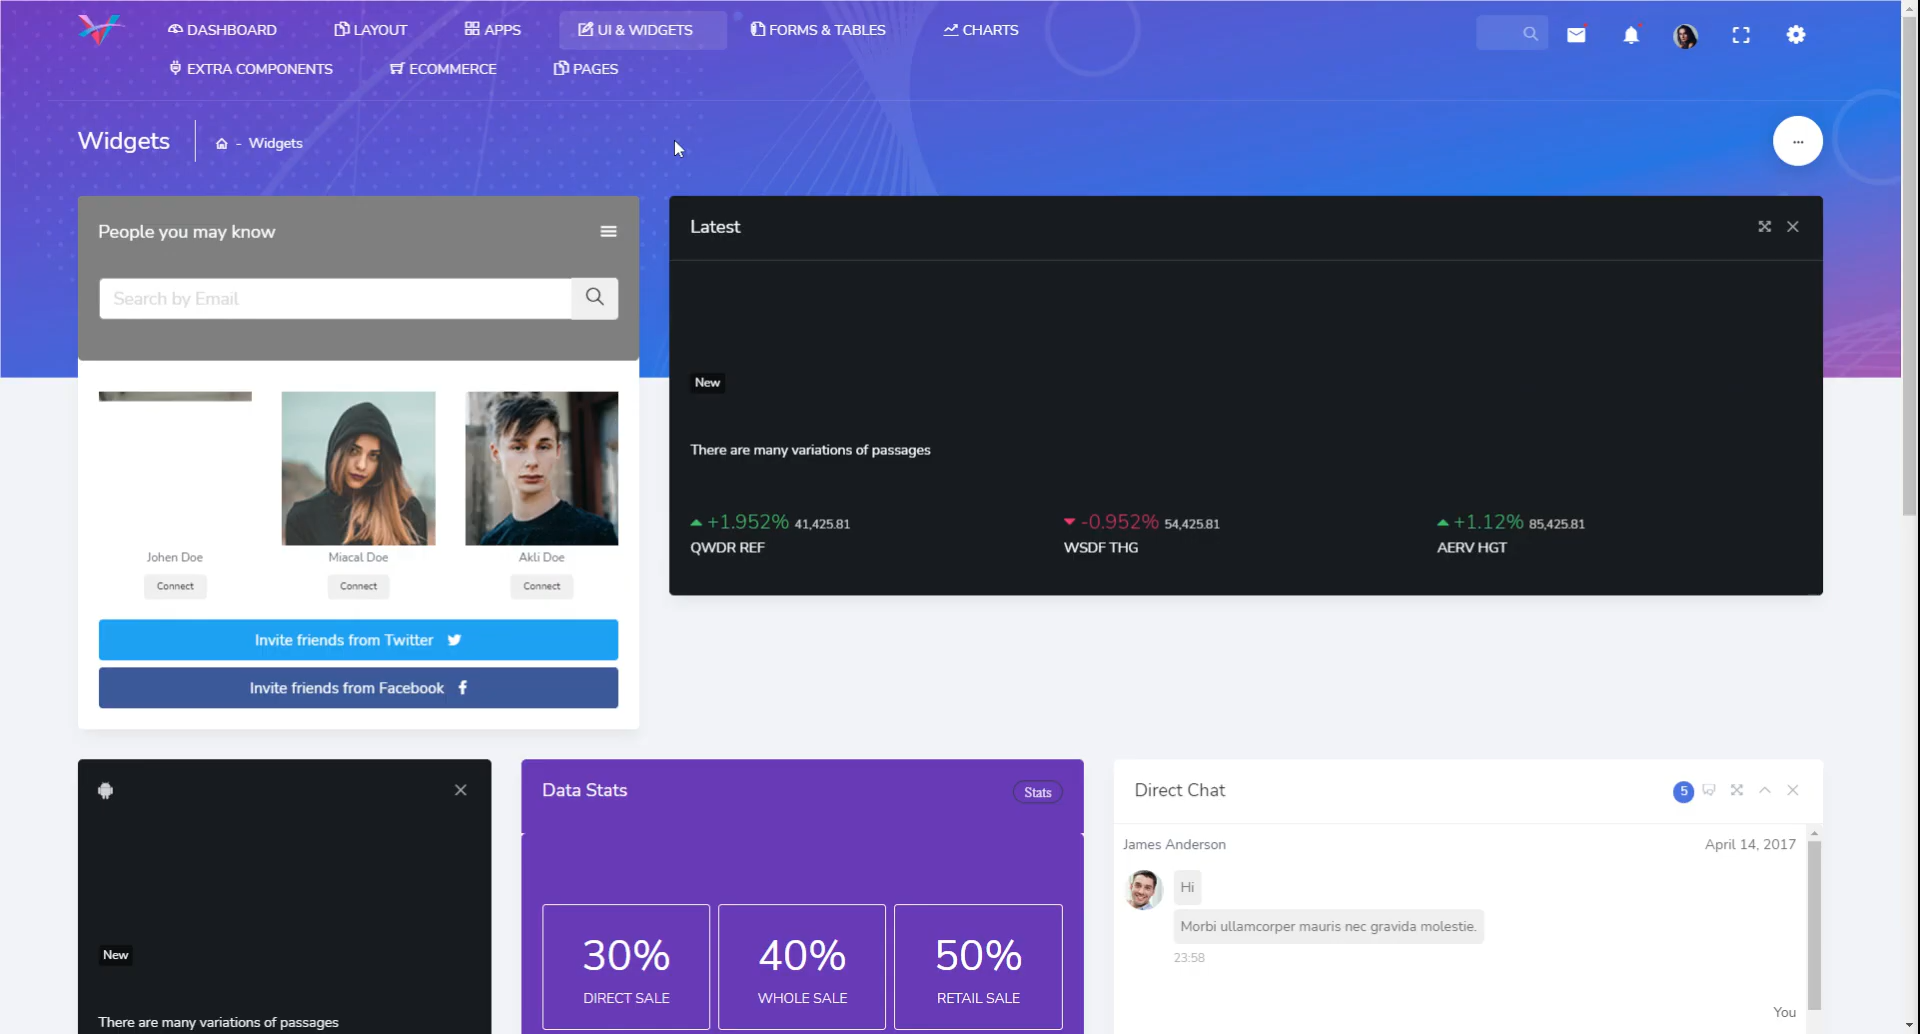 DASHBOARD
LAYOUT
APPS
UI & WIDGETS
FORMS & TABLES
CHARTS
EXTRA COMPONENTS
ECOMMERCE
PAGES
Widgets
- Widgets
...
People you may know
Search by Email
Johen Doe
Miacal Doe
Akli Doe
Connect
Connect
Connect
Invite friends from Twitter
Invite friends from Facebook
Latest
New
There are many variations of passages
+1.952% 41,425.81
QWDR REF
-0.952% 54,425.81
WSDF THG
+1.12% 85,425.81
AERV HGT
New
There are many variations of passages
Data Stats
Stats
30%
DIRECT SALE
40%
WHOLE SALE
50%
RETAIL SALE
Direct Chat
5
James Anderson
April 14, 2017
Hi
Morbi ullamcorper mauris nec gravida molestie.
23:58
You